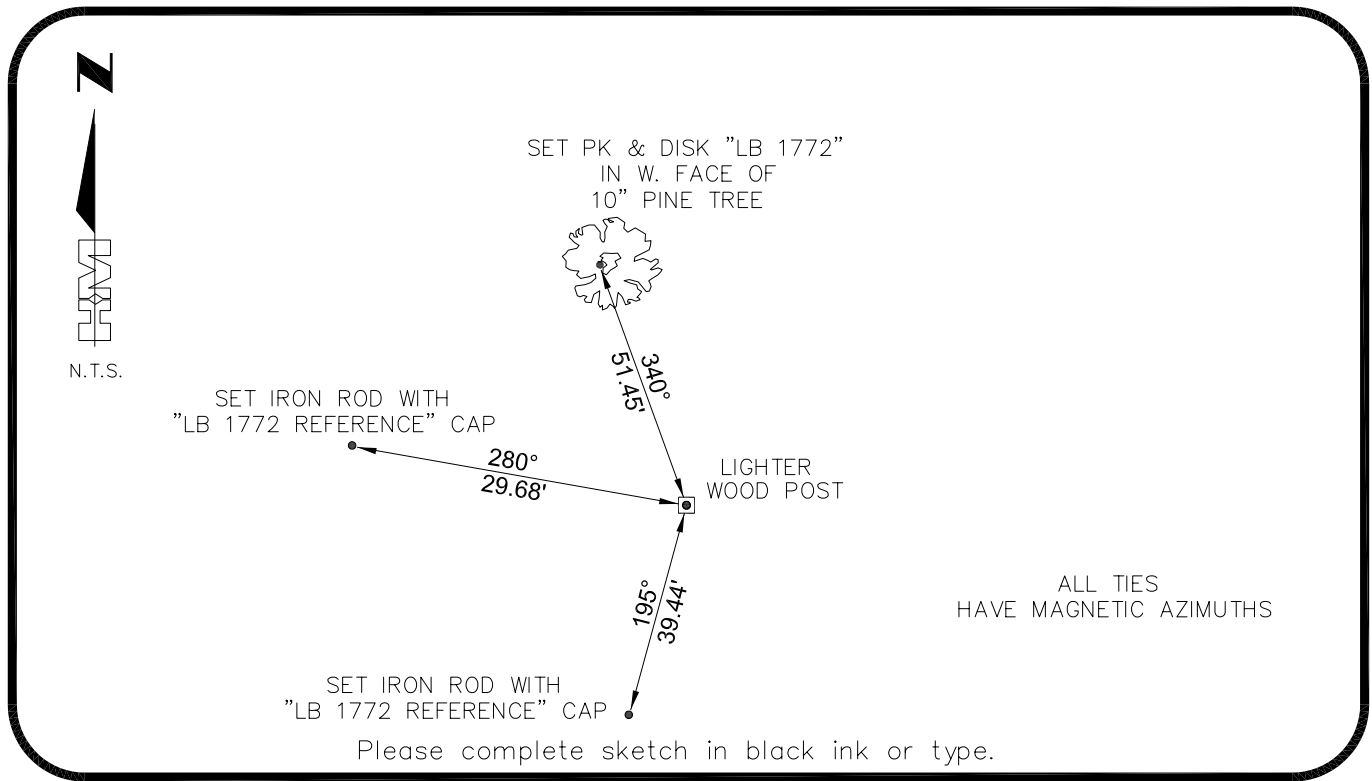 N
HM
N.T.S.
SET PK & DISK "LB 1772"
IN W. FACE OF
10" PINE TREE
340°
51.45'
SET IRON ROD WITH
"LB 1772 REFERENCE" CAP
280°
29.68'
LIGHTER
WOOD POST
195°
39.44'
ALL TIES
HAVE MAGNETIC AZIMUTHS
SET IRON ROD WITH
"LB 1772 REFERENCE" CAP
Please complete sketch in black ink or type.